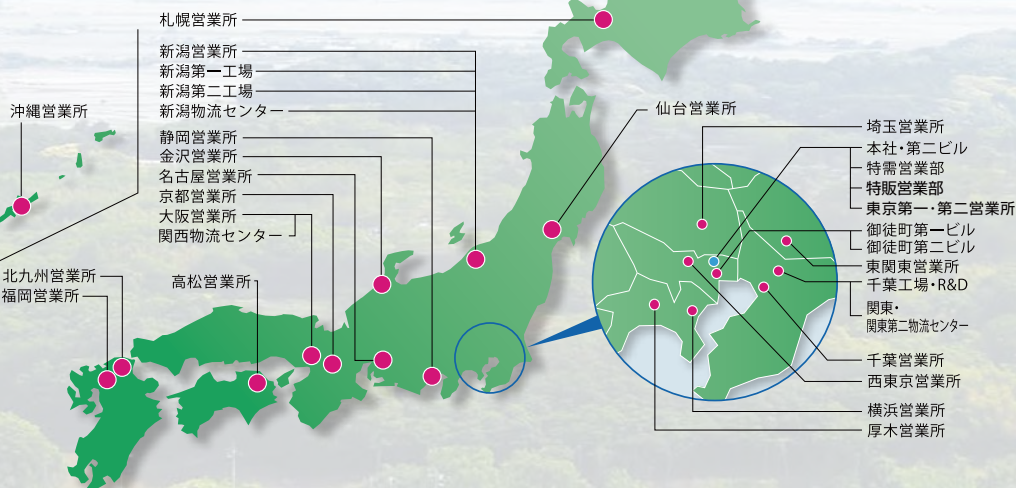 札幌営業所
新潟営業所
新潟第一工場
新潟第二工場
新潟物流センター
静岡営業所
金沢営業所
名古屋営業所
京都営業所
大阪営業所
関西物流センター
沖縄営業所
北九州営業所
福岡営業所
高松営業所
仙台営業所
埼玉営業所
本社・第二ビル
特需営業部
特販営業部
東京第一・第二営業所
御徒町第一ビル
御徒町第二ビル
東関東営業所
千葉工場・R&D
関東・
関東第二物流センター
千葉営業所
西東京営業所
横浜営業所
厚木営業所